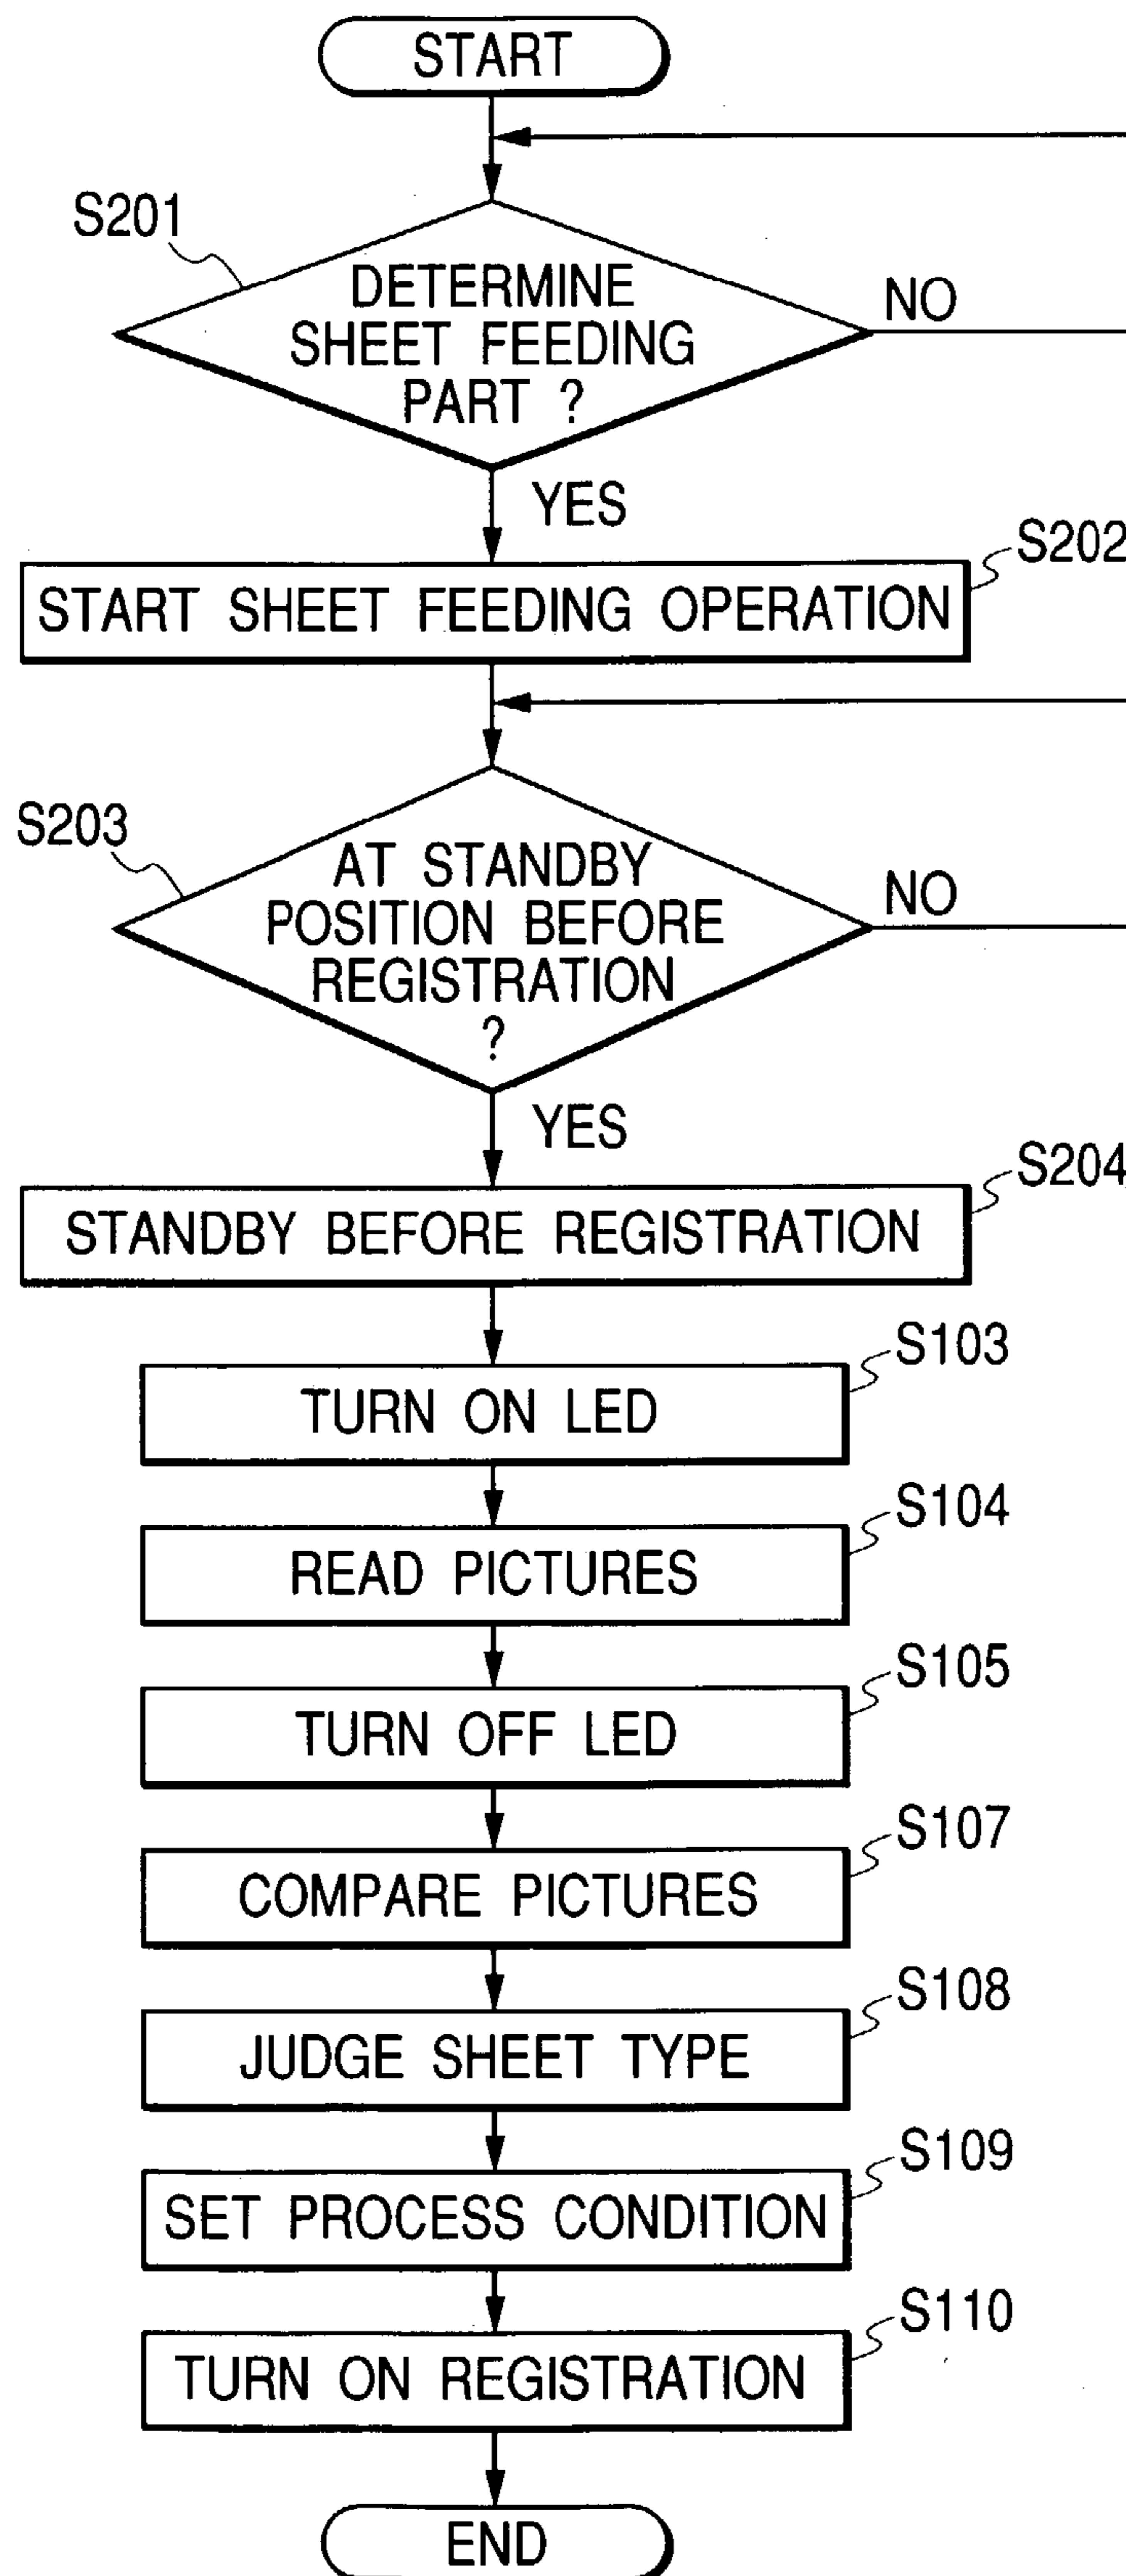 START
S201
DETERMINE
SHEET FEEDING
PART ?
NO
YES
S202
START SHEET FEEDING OPERATION
S203
AT STANDBY
POSITION BEFORE
REGISTRATION
?
NO
YES
S204
STANDBY BEFORE REGISTRATION
S103
TURN ON LED
S104
READ PICTURES
S105
TURN OFF LED
S107
COMPARE PICTURES
S108
JUDGE SHEET TYPE
S109
SET PROCESS CONDITION
S110
TURN ON REGISTRATION
END